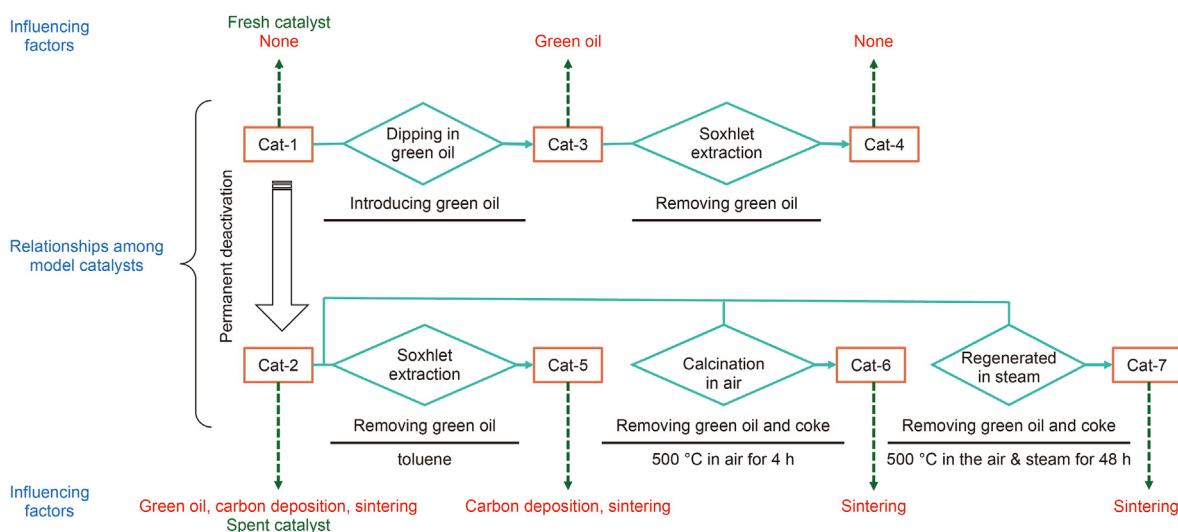 Influencing
factors
Fresh catalyst
None
Green oil
None
Cat-1
Dipping in
green oil
Cat-3
Soxhlet
extraction
Cat-4
Introducing green oil
Removing green oil
Permanent deactivation
Relationships among
model catalysts
Cat-2
Soxhlet
extraction
Cat-5
Calcination
in air
Cat-6
Regenerated
in steam
Cat-7
Removing green oil
toluene
Removing green oil and coke
500 °C in air for 4 h
Removing green oil and coke
500 °C in the air & steam for 48 h
Influencing
factors
Green oil, carbon deposition, sintering
Spent catalyst
Carbon deposition, sintering
Sintering
Sintering